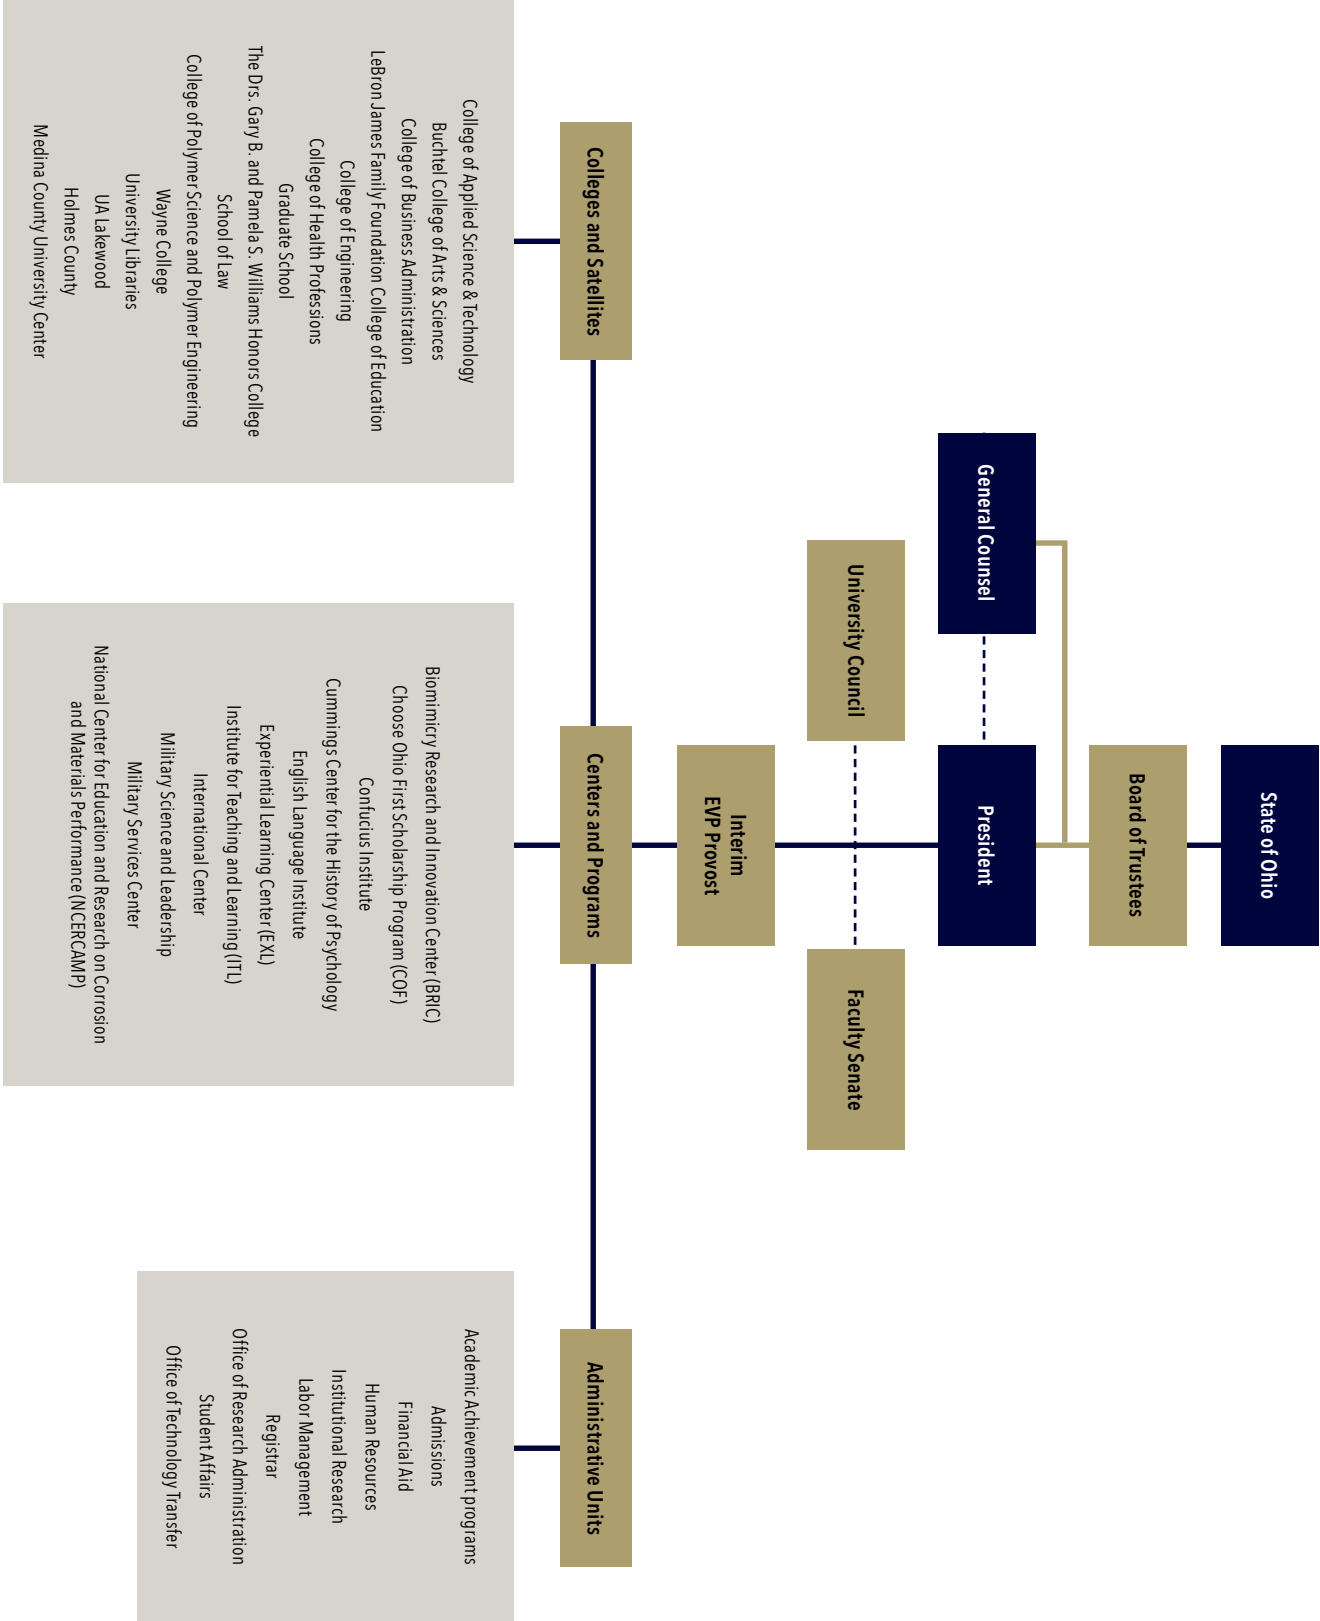 State of Ohio
Board of Trustees
General Counsel
President
University Council
Faculty Senate
Interim
EVP Provost
Colleges and Satellites
College of Applied Science & Technology
Buchtel College of Arts & Sciences
College of Business Administration
LeBron James Family Foundation College of Education
College of Engineering
College of Health Professions
Graduate School
The Drs. Gary B. and Pamela S. Williams Honors College
School of Law
College of Polymer Science and Polymer Engineering
Wayne College
University Libraries
UA Lakewood
Holmes County
Medina County University Center
Centers and Programs
Biomimicry Research and Innovation Center (BRIC)
Choose Ohio First Scholarship Program (COF)
Confucius Institute
Cummings Center for the History of Psychology
English Language Institute
Experiential Learning Center (EXL)
Institute for Teaching and Learning (ITL)
International Center
Military Science and Leadership
Military Services Center
National Center for Education and Research on Corrosion
and Materials Performance (NCERCAMP)
Administrative Units
Academic Achievement programs
Admissions
Financial Aid
Human Resources
Institutional Research
Labor Management
Registrar
Office of Research Administration
Student Affairs
Office of Technology Transfer